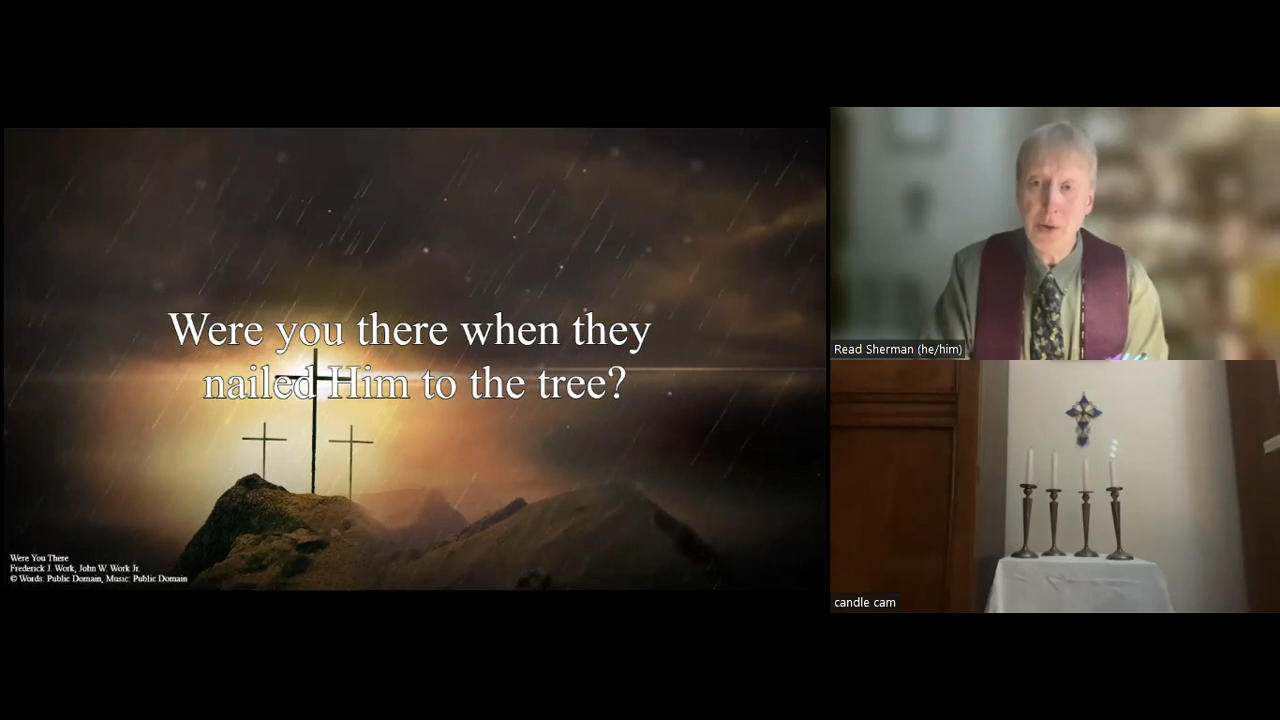 Were you there when they
nailed Him to the tree?
Were You There
Frederick J. Work, John W. Work Jr.
© Words: Public Domain, Music: Public Domain
Read Sherman (he/him)
candle cam